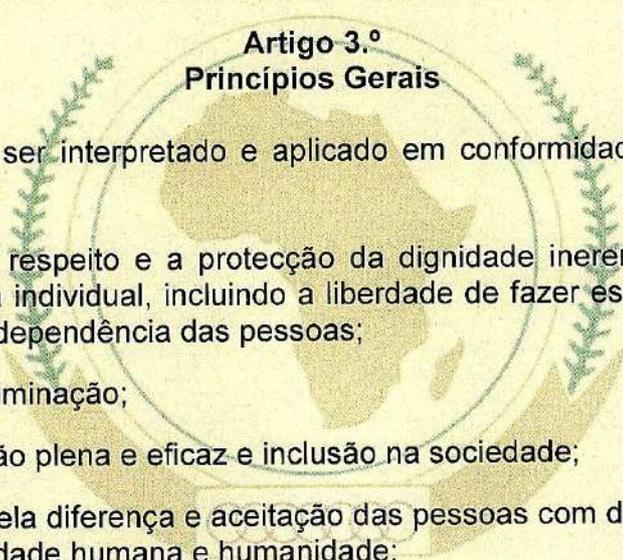 Artigo 3.º
Princípios Gerais
ser interpretado e aplicado em conformidad
respeito e a protecção da dignidade ineren
individual, incluindo a liberdade de fazer es
dependência das pessoas;
minação;
ão plena e eficaz e inclusão na sociedade;
ela diferença e aceitação das pessoas com d
dade humana e humanidade;